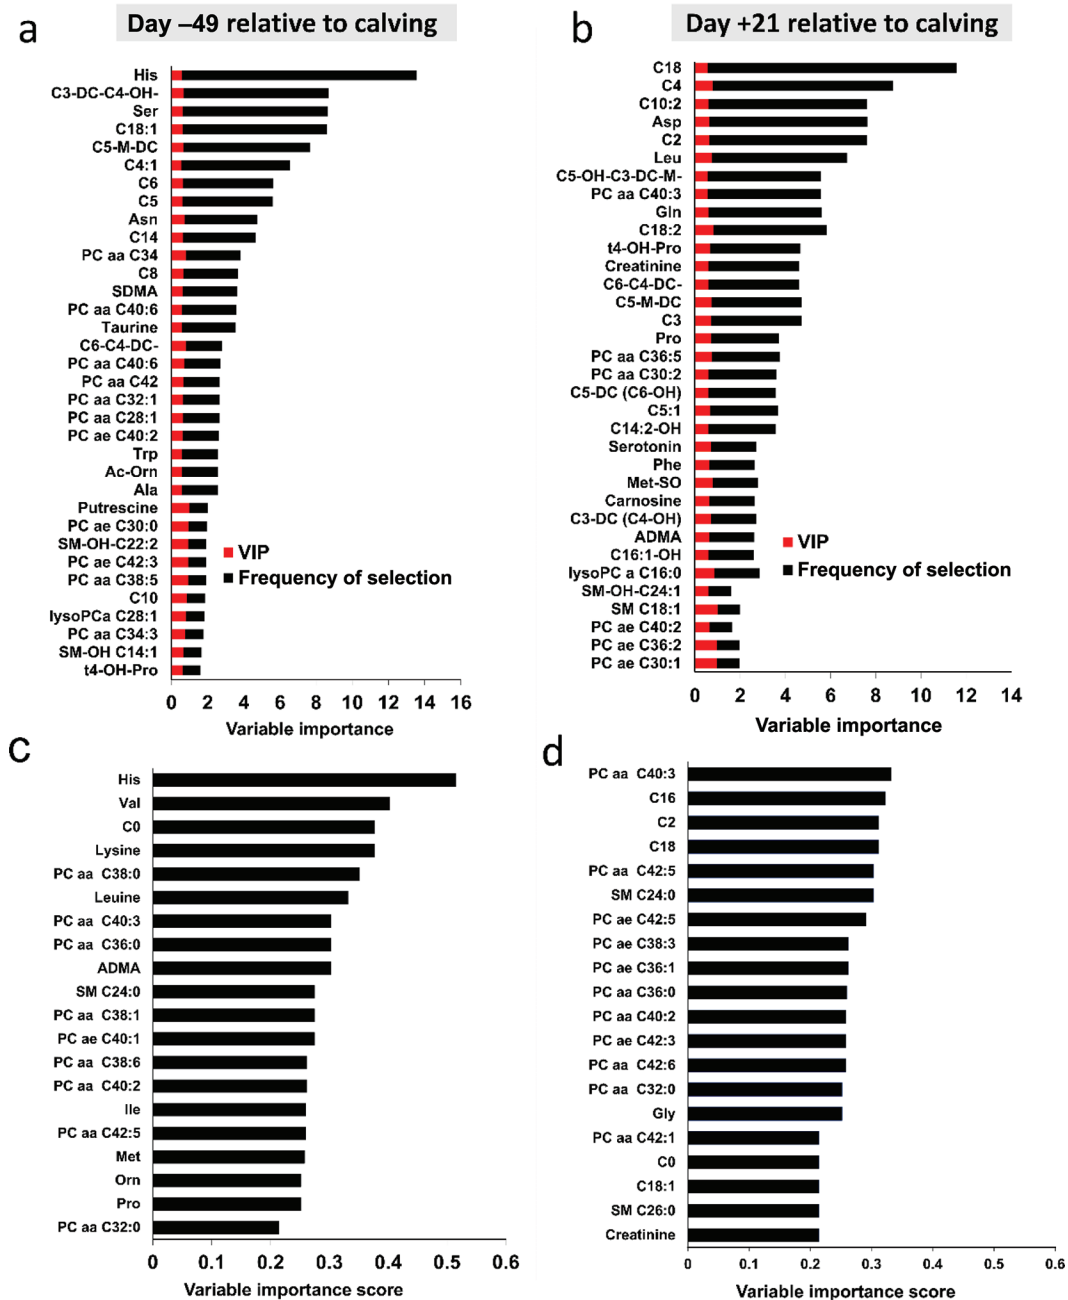 a
Day –49 relative to calving
His
C3-DC-C4-OH-
Ser
C18:1
C5-M-DC
C4:1
C6
C5
Asn
C14
PC aa C34
C8
SDMA
PC aa C40:6
Taurine
C6-C4-DC-
PC aa C40:6
PC aa C42
PC aa C32:1
PC aa C28:1
PC ae C40:2
Trp
Ac-Orn
Ala
Putrescine
PC ae C30:0
SM-OH-C22:2
PC ae C42:3
PC aa C38:5
C10
lysoPCa C28:1
PC aa C34:3
SM-OH C14:1
t4-OH-Pro
VIP
Frequency of selection
0 2 4 6 8 10 12 14 16
Variable importance
b
Day +21 relative to calving
C18
C4
C10:2
Asp
C2
Leu
C5-OH-C3-DC-M-
PC aa C40:3
Gln
C18:2
t4-OH-Pro
Creatinine
C6-C4-DC-
C5-M-DC
C3
Pro
PC aa C36:5
PC aa C30:2
C5-DC (C6-OH)
C5:1
C14:2-OH
Serotonin
Phe
Met-SO
Carnosine
C3-DC (C4-OH)
ADMA
C16:1-OH
lysoPC a C16:0
SM-OH-C24:1
SM C18:1
PC ae C40:2
PC ae C36:2
PC ae C30:1
VIP
Frequency of selection
0 2 4 6 8 10 12 14
Variable importance
c
His
Val
C0
Lysine
PC aa C38:0
Leuine
PC aa C40:3
PC aa C36:0
ADMA
SM C24:0
PC aa C38:1
PC ae C40:1
PC aa C38:6
PC aa C40:2
Ile
PC aa C42:5
Met
Orn
Pro
PC aa C32:0
0 0.1 0.2 0.3 0.4 0.5 0.6
Variable importance score
d
PC aa C40:3
C16
C2
C18
PC aa C42:5
SM C24:0
PC ae C42:5
PC ae C38:3
PC ae C36:1
PC aa C36:0
PC aa C40:2
PC ae C42:3
PC aa C42:6
PC aa C32:0
Gly
PC aa C42:1
C0
C18:1
SM C26:0
Creatinine
0 0.1 0.2 0.3 0.4 0.5 0.6
Variable importance score